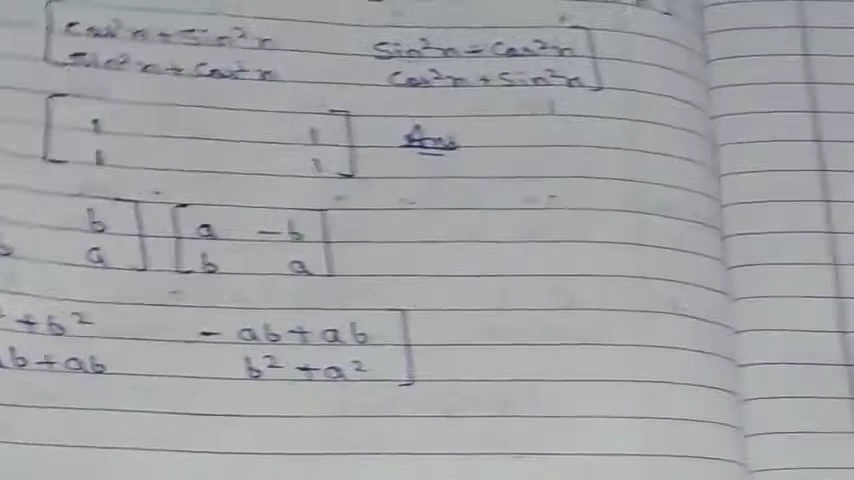 cos²x + sin²x sin²x + cos²x
sin²x + cos²x cos²x + sin²x
1 1 Ans
1 1
b a -b
a b a
+ b² - ab + ab
b + ab b² + a²